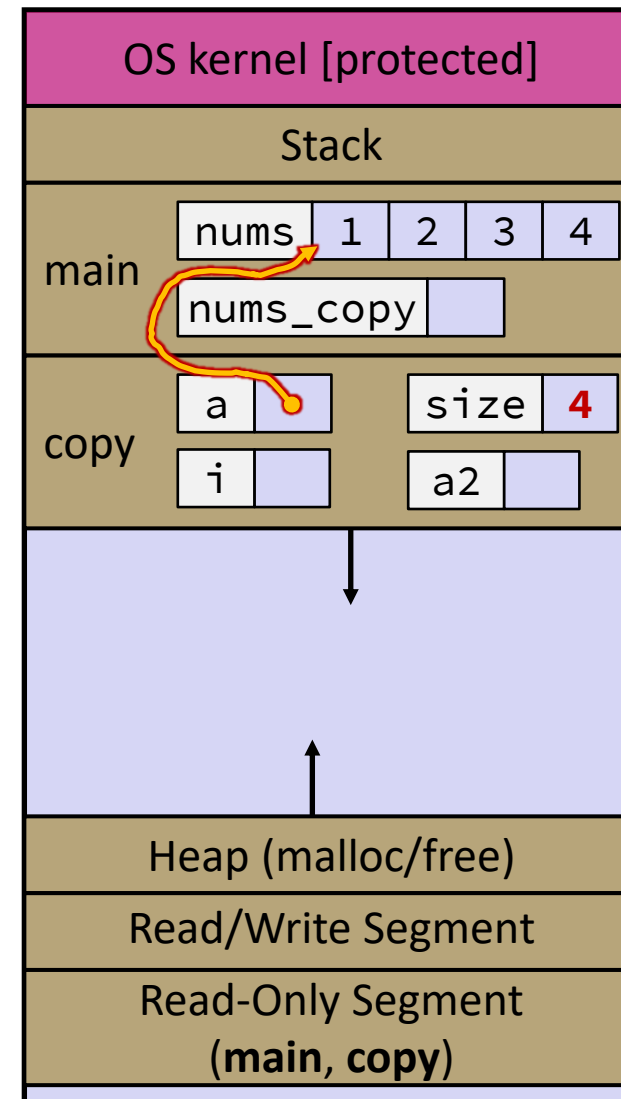 OS kernel [protected]
Stack
main
nums 1 2 3 4
nums_copy
copy
a size 4
i a2
Heap (malloc/free)
Read/Write Segment
Read-Only Segment
(main, copy)